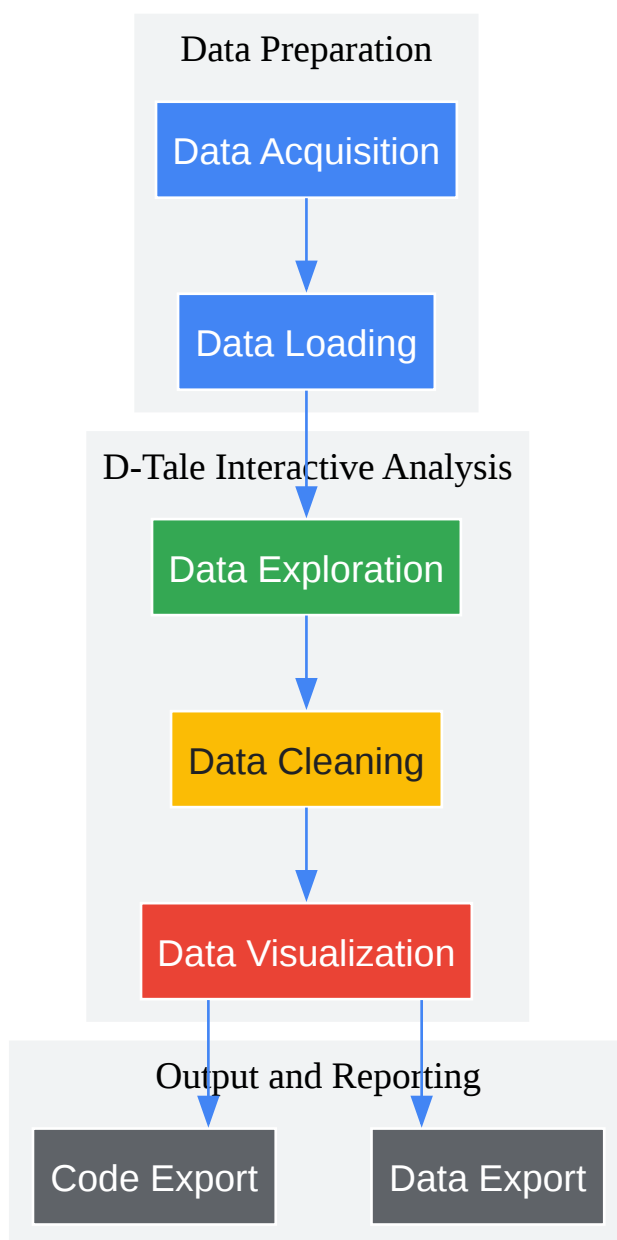 Data Preparation
Data Acquisition
Data Loading
D-Tale Interactive Analysis
Data Exploration
Data Cleaning
Data Visualization
Output and Reporting
Code Export
Data Export